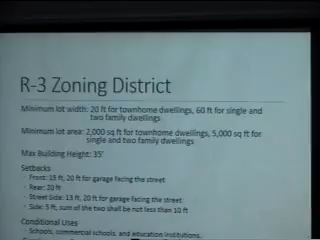 R-3 Zoning District
Minimum lot width: 20 ft for townhome dwellings, 60 ft for single and
two family dwellings
Minimum lot area: 2,000 sq ft for townhome dwellings, 5,000 sq ft for
single and two family dwellings
Max Building Height: 35'
Setbacks
Front: 15 ft, 20 ft for garage facing the street
Rear: 20 ft
Street Side: 15 ft, 20 ft for garage facing the street
Side: 5 ft, sum of the two shall be not less than 10 ft
Conditional Uses
Schools, commercial schools, and education institutions.